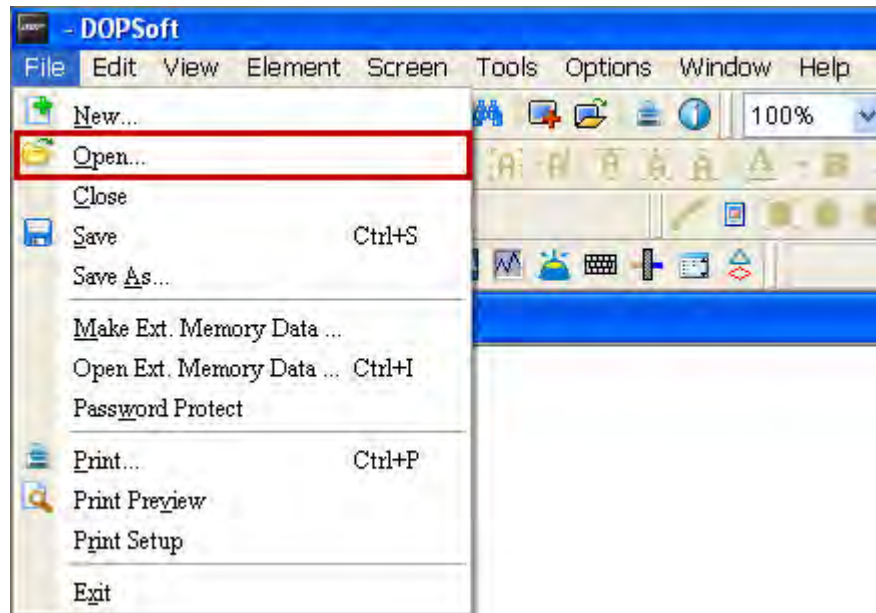 - DOPSoft
File Edit View Element Screen Tools Options Window Help
New...
100%
Open...
Close
Save Ctrl+S
Save As...
Make Ext. Memory Data ...
Open Ext. Memory Data ... Ctrl+I
Password Protect
Print... Ctrl+P
Print Preview
Print Setup
Exit